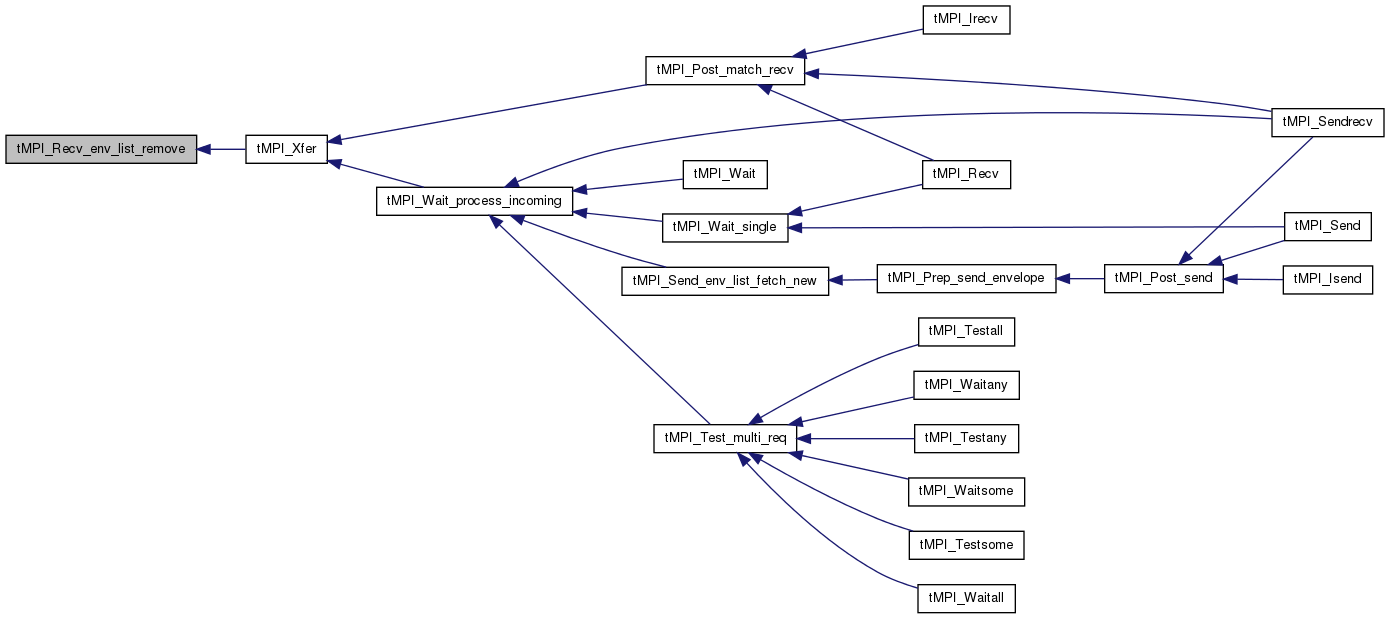 tMPI_Irecv
tMPI_Post_match_recv
tMPI_Sendrecv
tMPI_Recv_env_list_remove
tMPI_Xfer
tMPI_Wait
tMPI_Recv
tMPI_Wait_process_incoming
tMPI_Wait_single
tMPI_Send
tMPI_Send_env_list_fetch_new
tMPI_Prep_send_envelope
tMPI_Post_send
tMPI_Isend
tMPI_Testall
tMPI_Waitany
tMPI_Test_multi_req
tMPI_Testany
tMPI_Waitsome
tMPI_Testsome
tMPI_Waitall